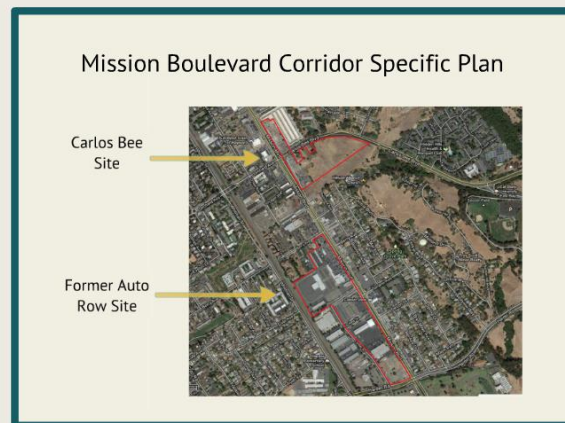 Mission Boulevard Corridor Specific Plan
Carlos Bee
Site
Former Auto
Row Site